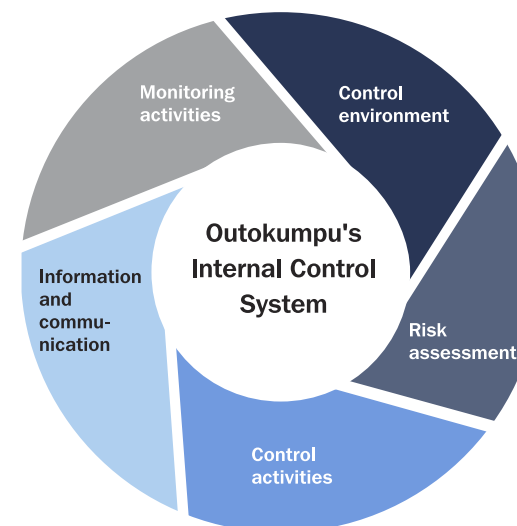 Monitoring
activities
Control
environment
Outokumpu's
Internal Control
System
Information
and
commu-
nication
Risk
assessment
Control
activities